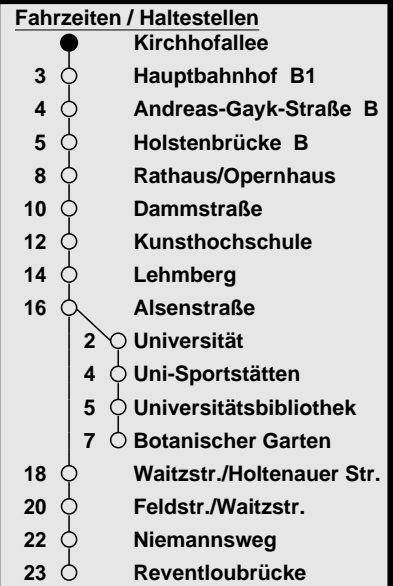 Fahrzeiten / Haltestellen
Kirchhofallee
3 Hauptbahnhof B1
4 Andreas-Gayk-Straße B
5 Holstenbrücke B
8 Rathaus/Opernhaus
10 Dammstraße
12 Kunsthochschule
14 Lehmberg
16 Alsenstraße
2 Universität
4 Uni-Sportstätten
5 Universitätsbibliothek
7 Botanischer Garten
18 Waitzstr./Holtenauer Str.
20 Feldstr./Waitzstr.
22 Niemannsweg
23 Reventloubrücke